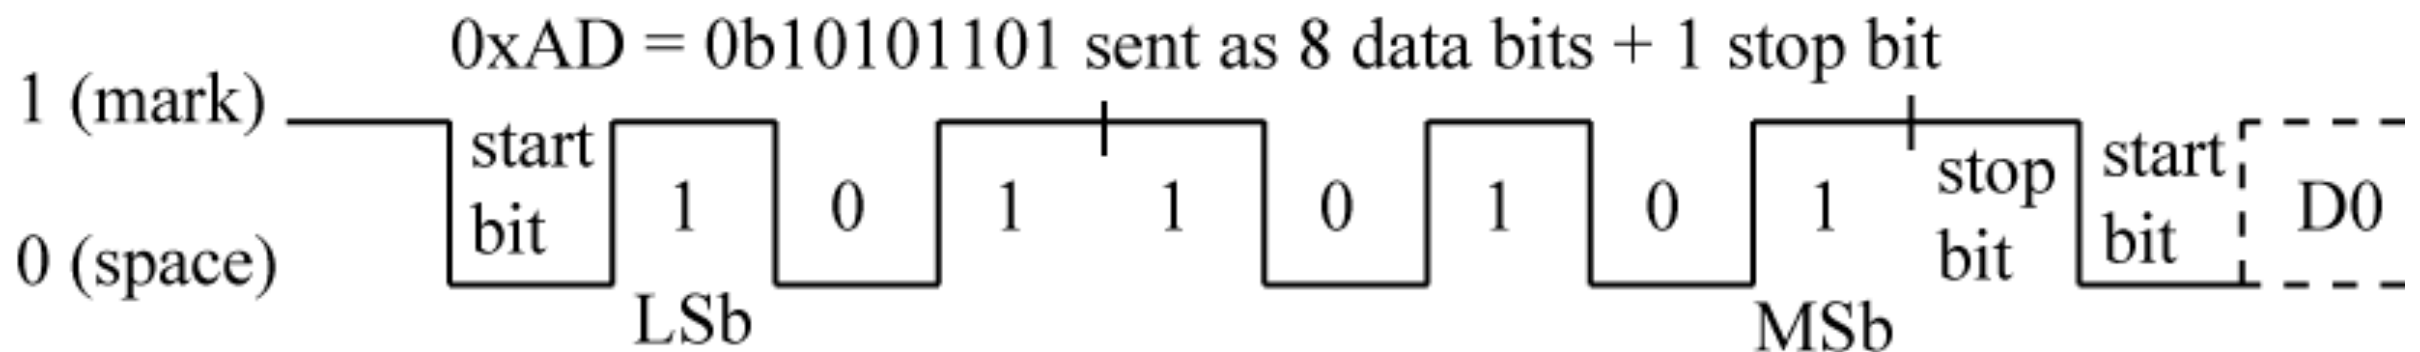 0xAD = 0b10101101 sent as 8 data bits + 1 stop bit
1 (mark)
start
bit
1 0 1 1 0 1 0 1
stop
bit
start
bit
D0
0 (space)
LSb
MSb